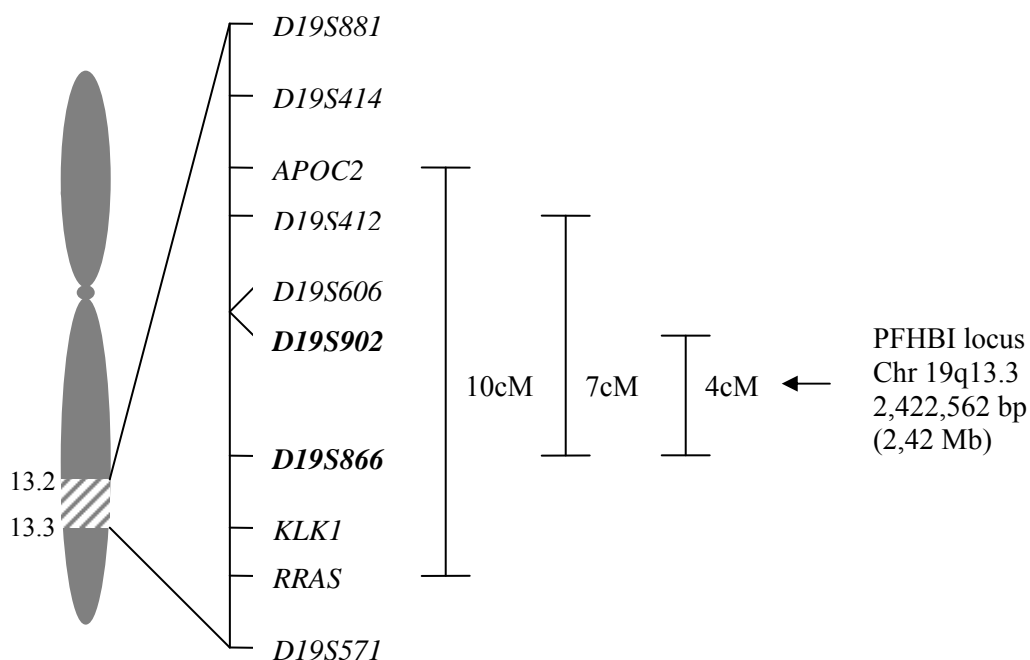 D19S881
D19S414
APOC2
D19S412
D19S606
D19S902
D19S866
KLK1
RRAS
D19S571
13.2
13.3
10cM
7cM
4cM
PFHBI locus
Chr 19q13.3
2,422,562 bp
(2,42 Mb)